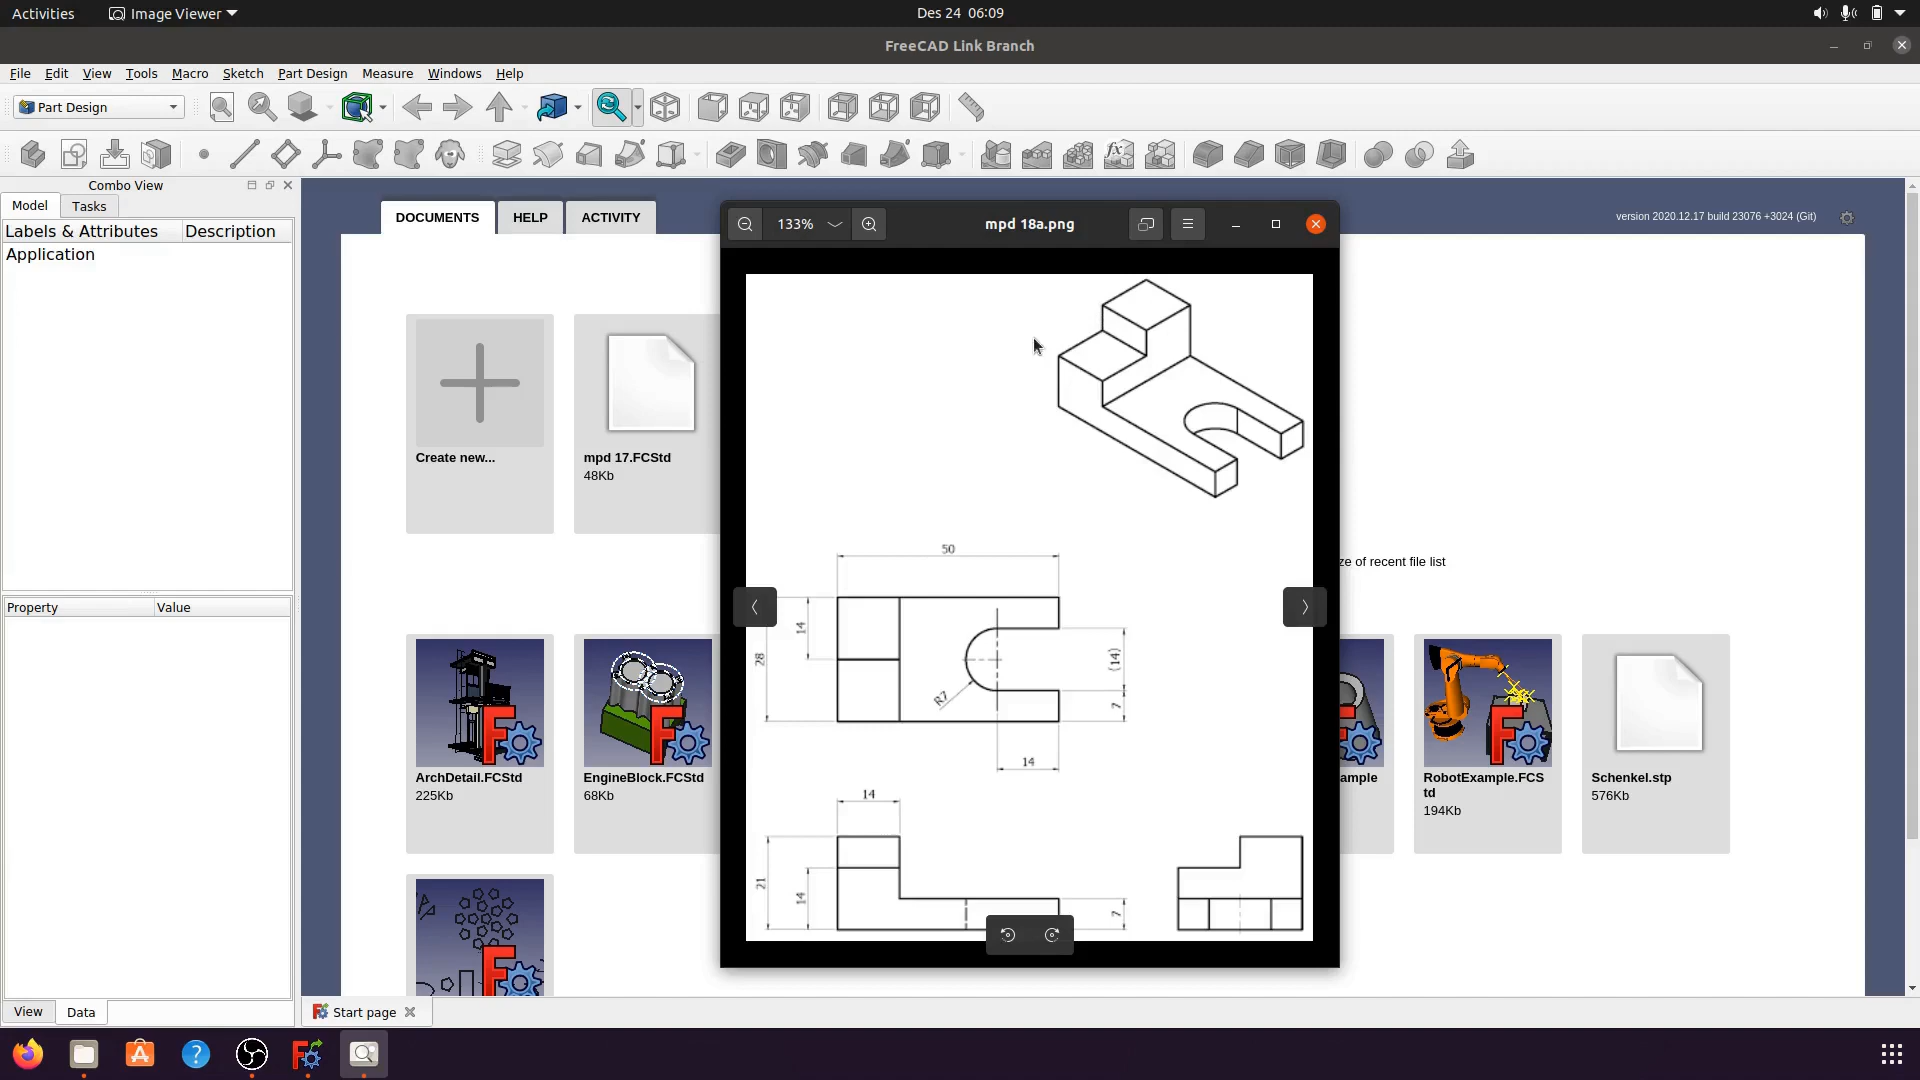 Activities
Image Viewer
Des 24 06:09
FreeCAD Link Branch
File Edit View Tools Macro Sketch Part Design Measure Windows Help
Part Design
Combo View
Model Tasks
Labels & Attributes Description
Application
Property Value
View Data
DOCUMENTS HELP ACTIVITY
version 2020.12.17 build 23076 +3024 (Git)
133%
mpd 18a.png
Create new...
mpd 17.FCStd
48Kb
ze of recent file list
50
14
28
R7
(14)
7
14
14
21
14
7
ArchDetail.FCStd
225Kb
EngineBlock.FCStd
68Kb
ample
RobotExample.FCS
td
194Kb
Schenkel.stp
576Kb
Start page